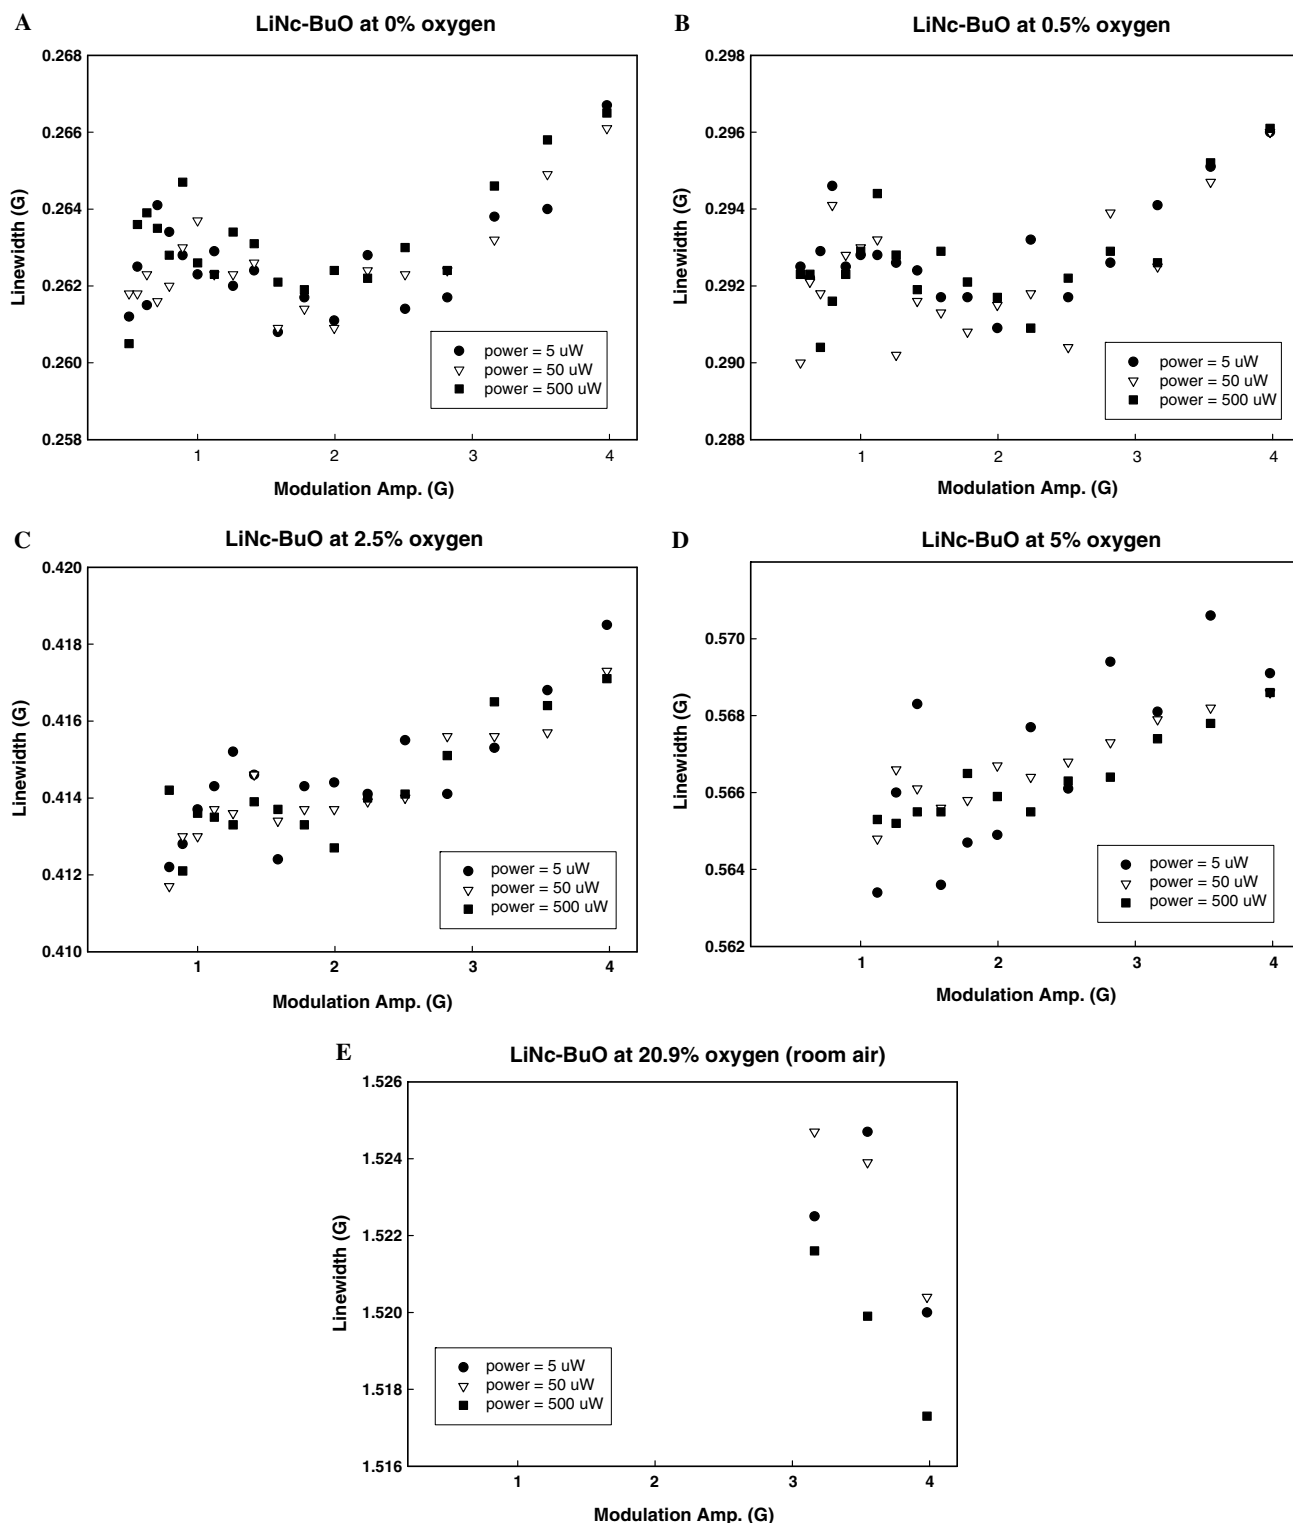 A
LiNc-BuO at 0% oxygen
0.268
0.266
0.264
0.262
0.260
0.258
Linewidth (G)
power = 5 uW
power = 50 uW
power = 500 uW
1 2 3 4
Modulation Amp. (G)
B
LiNc-BuO at 0.5% oxygen
0.298
0.296
0.294
0.292
0.290
0.288
Linewidth (G)
power = 5 uW
power = 50 uW
power = 500 uW
1 2 3 4
Modulation Amp. (G)
C
LiNc-BuO at 2.5% oxygen
0.420
0.418
0.416
0.414
0.412
0.410
Linewidth (G)
power = 5 uW
power = 50 uW
power = 500 uW
1 2 3 4
Modulation Amp. (G)
D
LiNc-BuO at 5% oxygen
0.570
0.568
0.566
0.564
0.562
Linewidth (G)
power = 5 uW
power = 50 uW
power = 500 uW
1 2 3 4
Modulation Amp. (G)
E
LiNc-BuO at 20.9% oxygen (room air)
1.526
1.524
1.522
1.520
1.518
1.516
Linewidth (G)
power = 5 uW
power = 50 uW
power = 500 uW
1 2 3 4
Modulation Amp. (G)